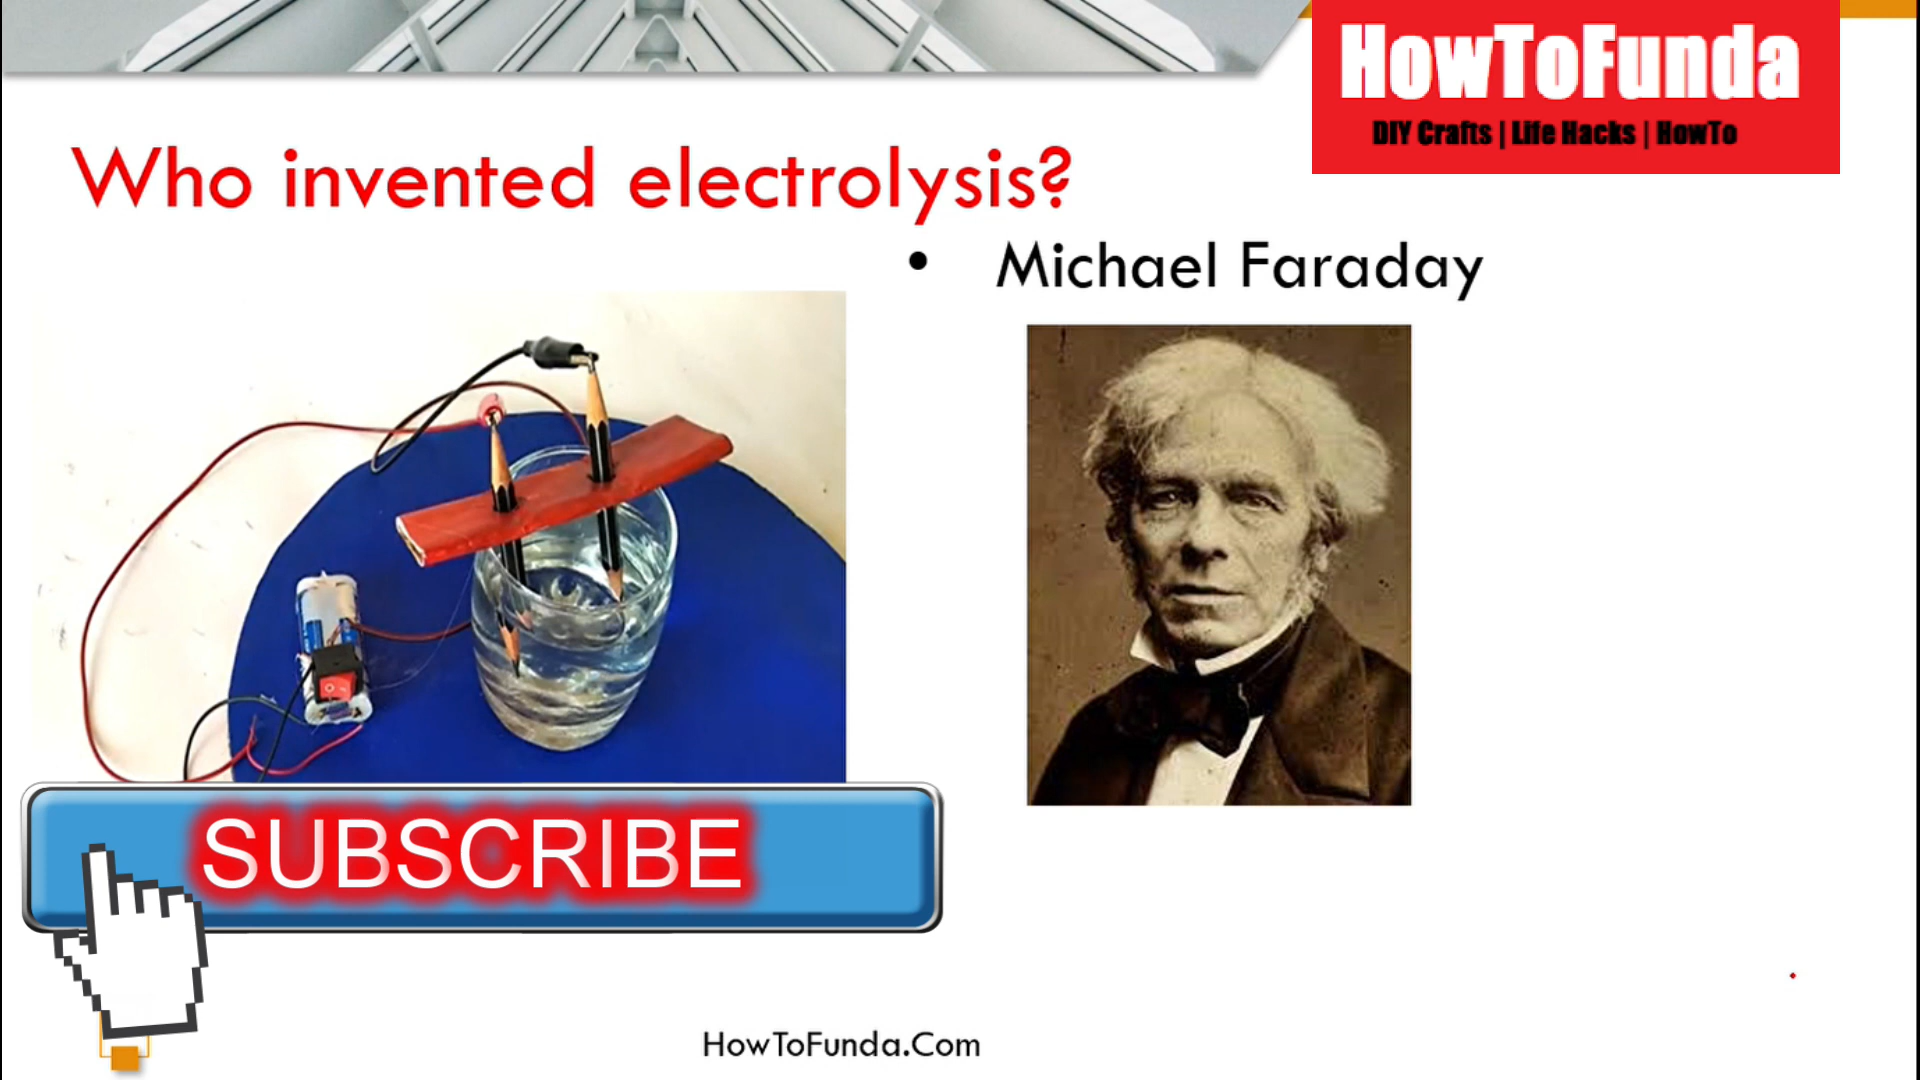 HowToFunda
DIY Crafts | Life Hacks | HowTo
Who invented electrolysis?
• Michael Faraday
SUBSCRIBE
HowToFunda.Com